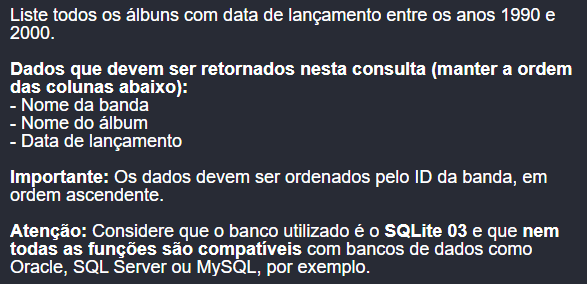 Liste todos os álbuns com data de lançamento entre os anos 1990 e
2000.
Dados que devem ser retornados nesta consulta (manter a ordem
das colunas abaixo):
- Nome da banda
- Nome do álbum
- Data de lançamento
Importante: Os dados devem ser ordenados pelo ID da banda, em
ordem ascendente.
Atenção: Considere que o banco utilizado é o SQLite 03 e que nem
todas as funções são compatíveis com bancos de dados como
Oracle, SQL Server ou MySQL, por exemplo.